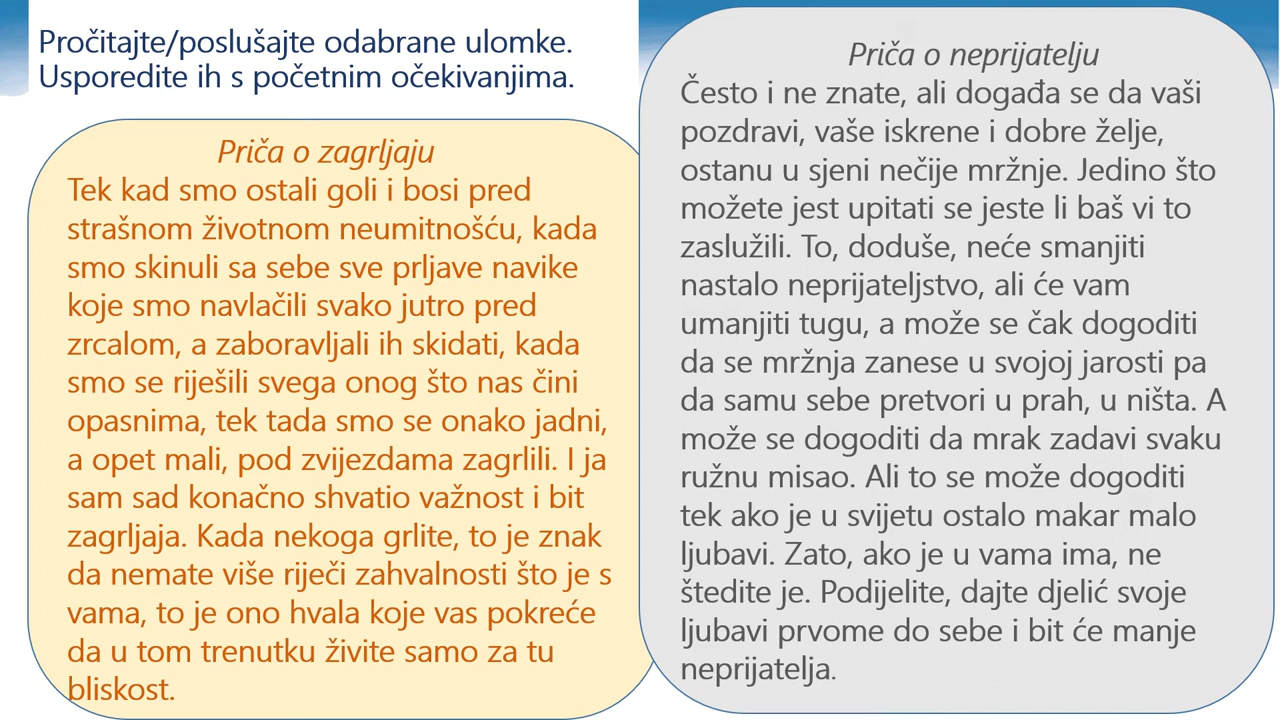 Pročitajte/poslušajte odabrane ulomke.
Usporedite ih s početnim očekivanjima.
Priča o zagrljaju
Tek kad smo ostali goli i bosi pred
strašnom životnom neumitnošću, kada
smo skinuli sa sebe sve prljave navike
koje smo navlačili svako jutro pred
zrcalom, a zaboravljali ih skidati, kada
smo se riješili svega onog što nas čini
opasnima, tek tada smo se onako jadni,
a opet mali, pod zvijezdama zagrlili. I ja
sam sad konačno shvatio važnost i bit
zagrljaja. Kada nekoga grlite, to je znak
da nemate više riječi zahvalnosti što je s
vama, to je ono hvala koje vas pokreće
da u tom trenutku živite samo za tu
bliskost.
Priča o neprijatelju
Često i ne znate, ali događa se da vaši
pozdravi, vaše iskrene i dobre želje,
ostanu u sjeni nečije mržnje. Jedino što
možete jest upitati se jeste li baš vi to
zaslužili. To, doduše, neće smanjiti
nastalo neprijateljstvo, ali će vam
umanjiti tugu, a može se čak dogoditi
da se mržnja zanese u svojoj jarosti pa
da samu sebe pretvori u prah, u ništa. A
može se dogoditi da mrak zadavi svaku
ružnu misao. Ali to se može dogoditi
tek ako je u svijetu ostalo makar malo
ljubavi. Zato, ako je u vama ima, ne
štedite je. Podijelite, dajte djelić svoje
ljubavi prvome do sebe i bit će manje
neprijatelja.